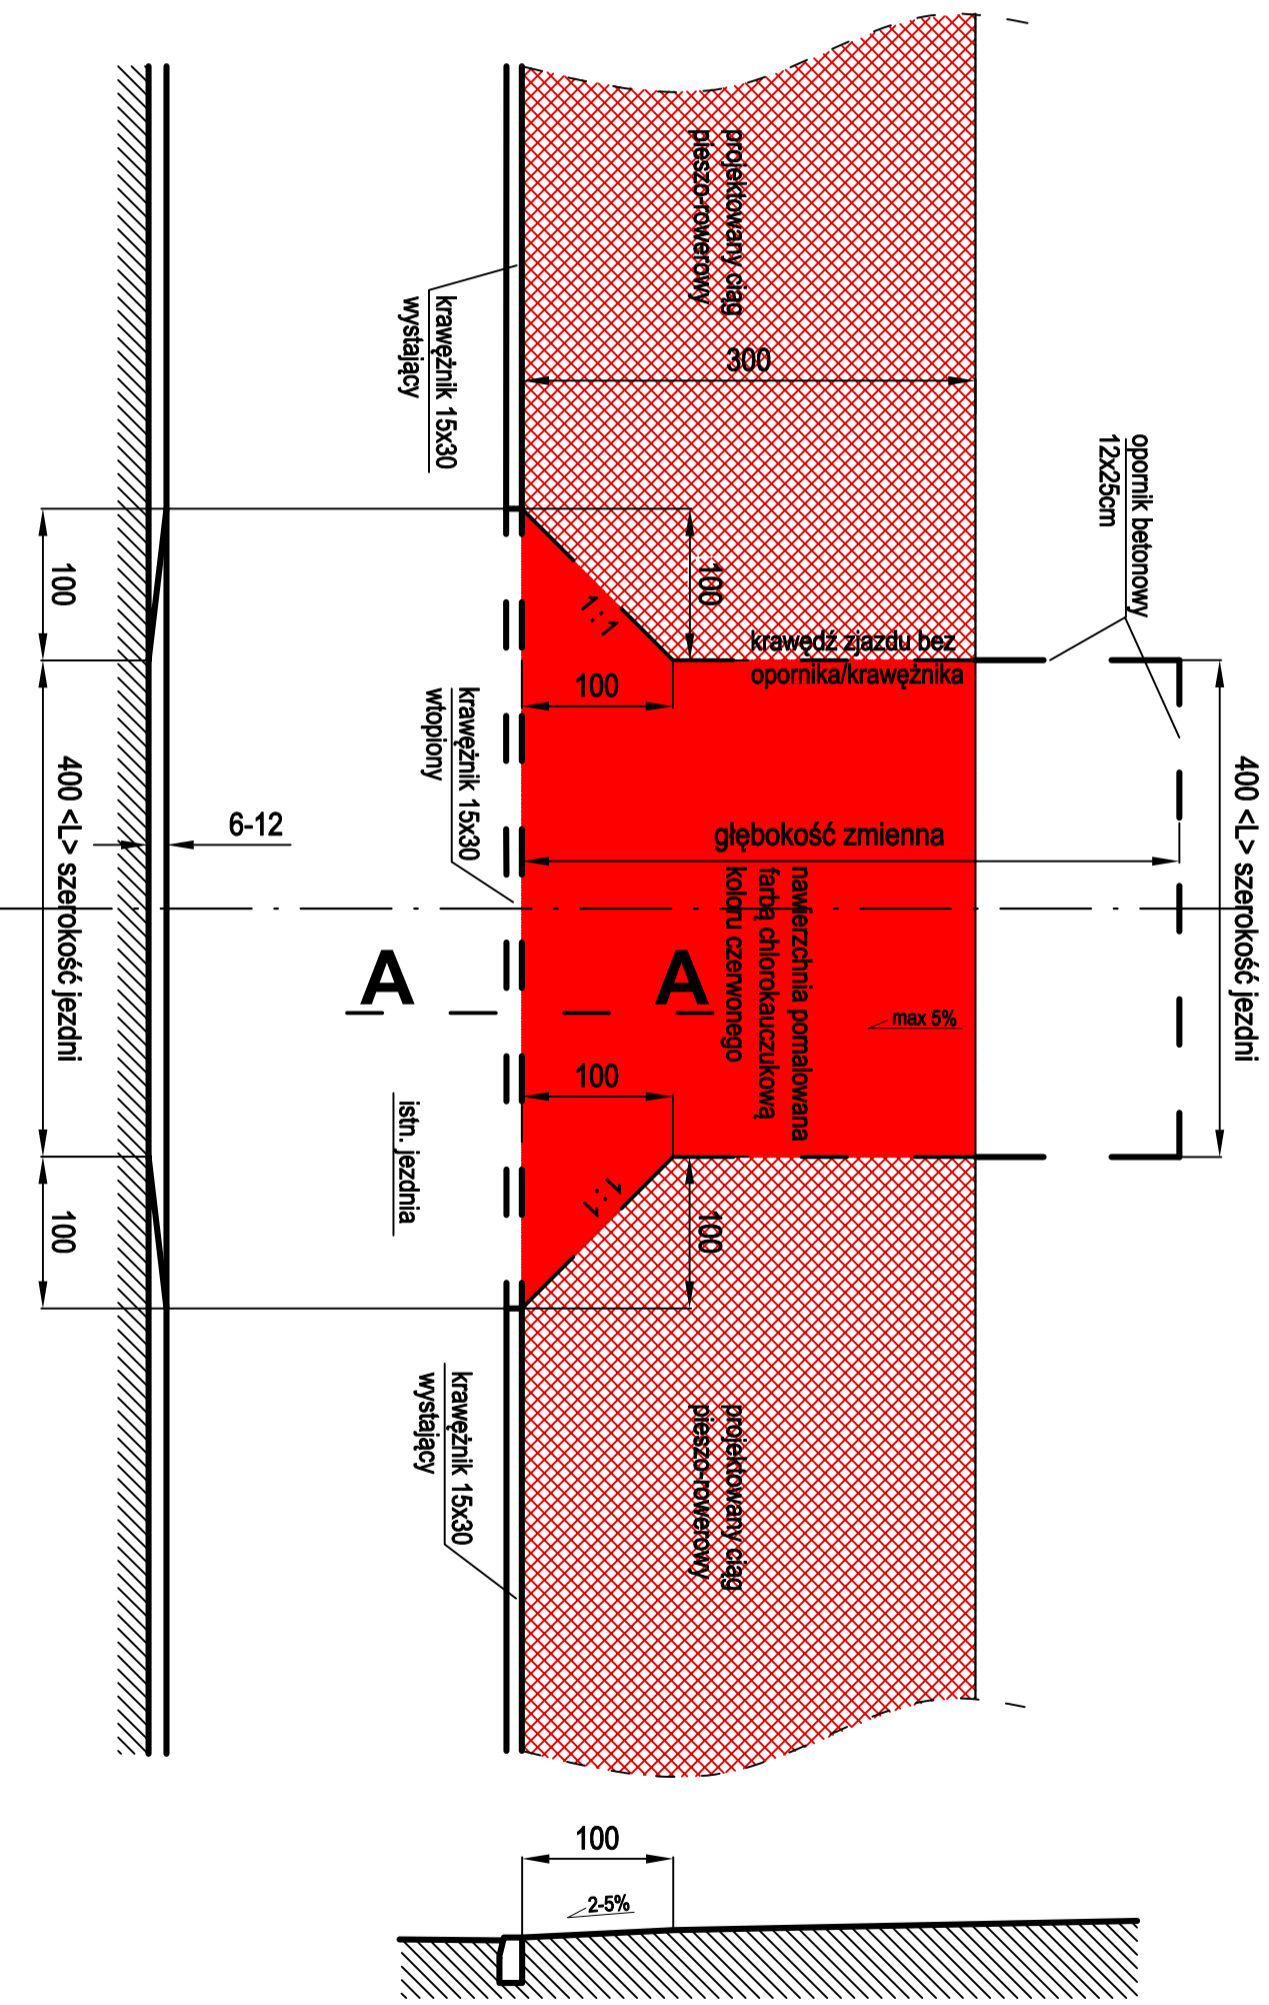 projektowany ciąg
pieszo-rowerowy
300
krawężnik 15x30
wystający
opornik betonowy
12x25cm
100
100
1:1
krawędź zjazdu bez
opornika/krawężnika
100
krawężnik 15x30
wtopiony
400 <L> szerokość jezdni
6-12
głębokość zmienna
400 <L> szerokość jezdni
nawierzchnia pomalowana
farbą chlorokauczukową
koloru czerwonego
A
A
max 5%
100
istn. jezdnia
1:1
100
100
krawężnik 15x30
wystający
projektowany ciąg
pieszo-rowerowy
100
2-5%